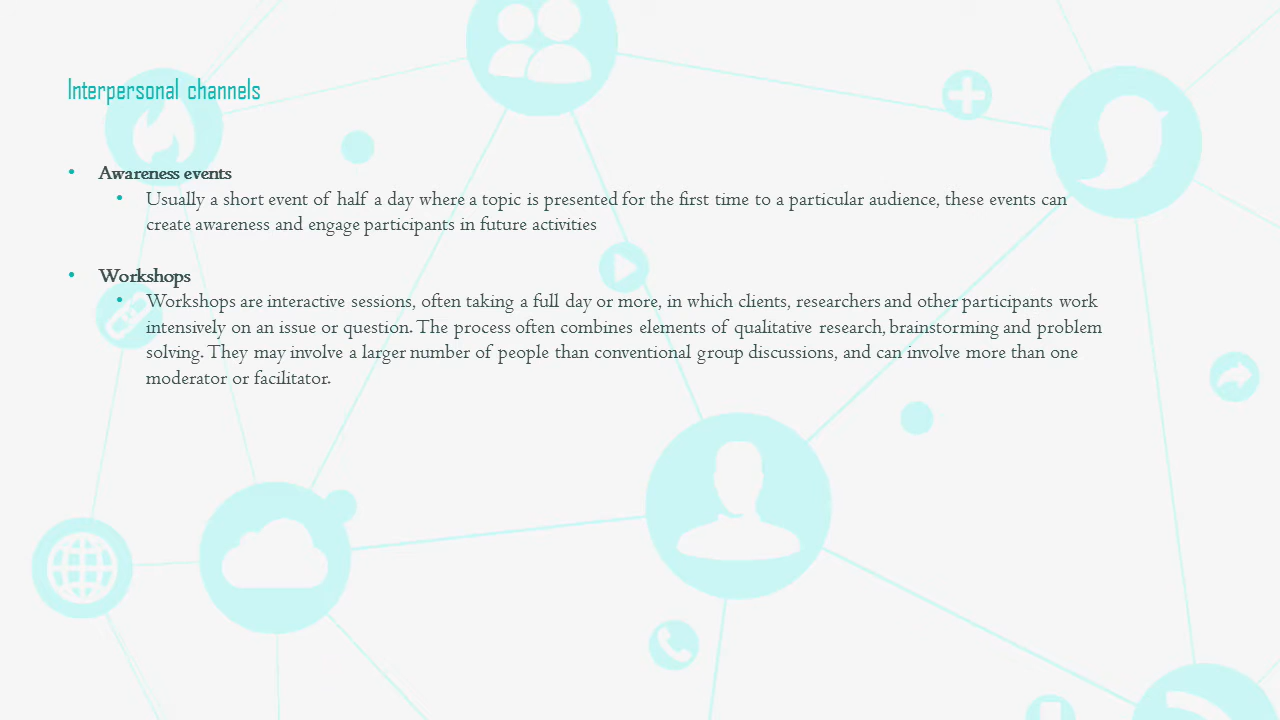 Interpersonal channels
• Awareness events
• Usually a short event of half a day where a topic is presented for the first time to a particular audience, these events can
create awareness and engage participants in future activities
• Workshops
• Workshops are interactive sessions, often taking a full day or more, in which clients, researchers and other participants work
intensively on an issue or question. The process often combines elements of qualitative research, brainstorming and problem
solving. They may involve a larger number of people than conventional group discussions, and can involve more than one
moderator or facilitator.